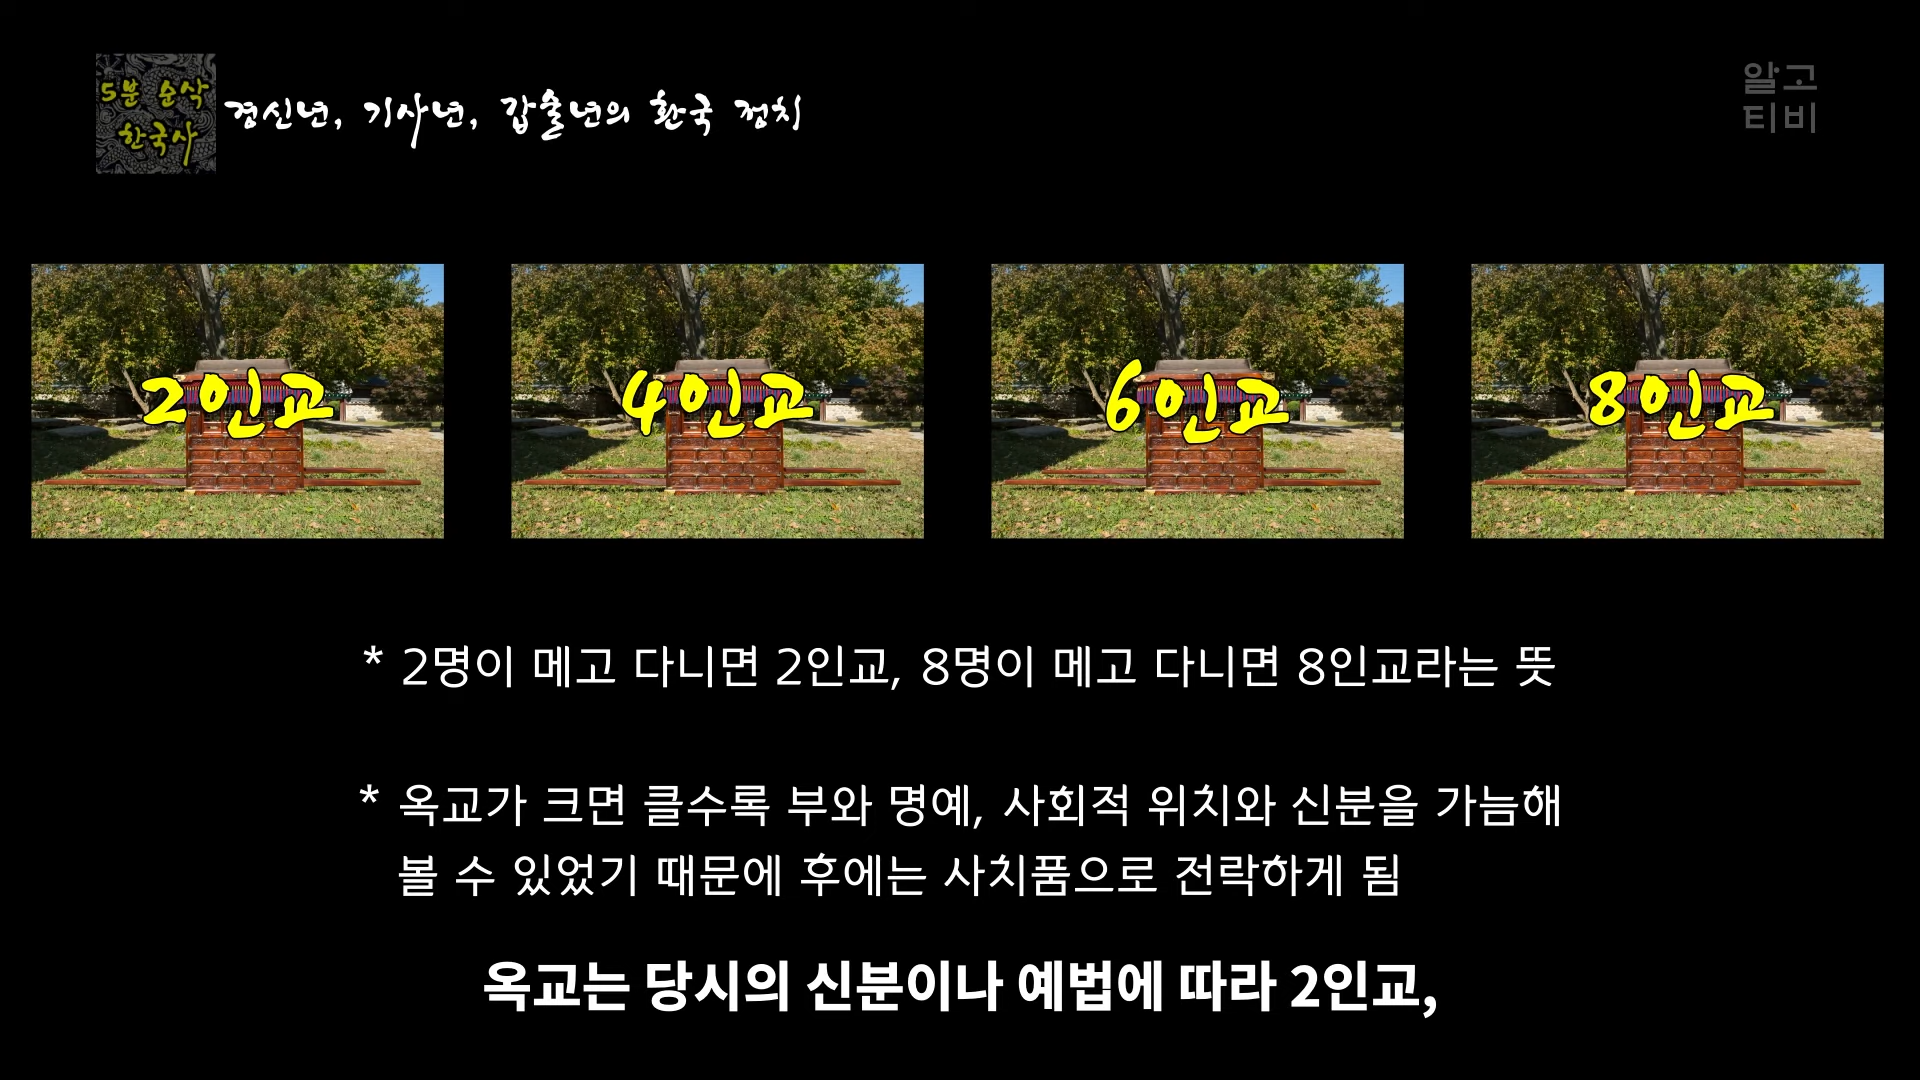 5분 순삭
한국사
경신년, 기사년, 갑술년의 환국 정치
알고
티비
2인교
4인교
6인교
8인교
* 2명이 메고 다니면 2인교, 8명이 메고 다니면 8인교라는 뜻
* 옥교가 크면 클수록 부와 명예, 사회적 위치와 신분을 가늠해
볼 수 있었기 때문에 후에는 사치품으로 전락하게 됨
옥교는 당시의 신분이나 예법에 따라 2인교,